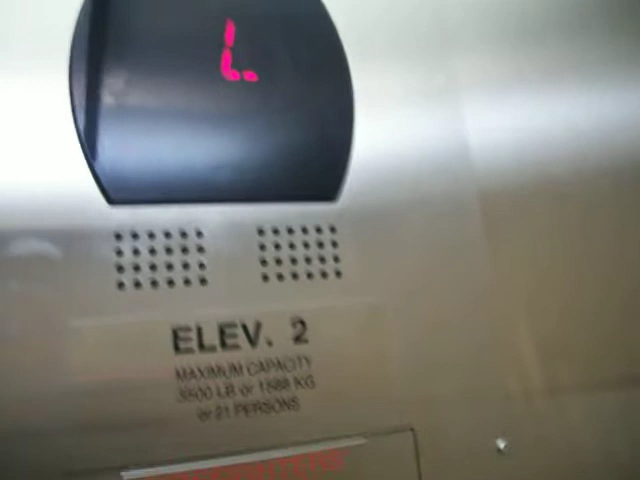 L
ELEV. 2
MAXIMUM CAPACITY
3500 LB or 1588 KG
or 21 PERSONS